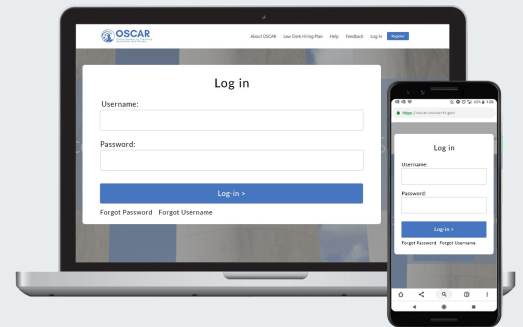 OSCAR
About OSCAR Law Clerk Hiring Plan Help Feedback Log In Register
Log in
Username:
Password:
Log-in >
Forgot Password Forgot Username
Log in
Username:
Password:
Log-in >
Forgot Password Forgot Username